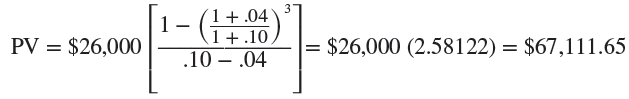 PV = $26,000 [ 1 − ( 1 + .04 / 1 + .10 )³ / .10 − .04 ] = $26,000 (2.58122) = $67,111.65